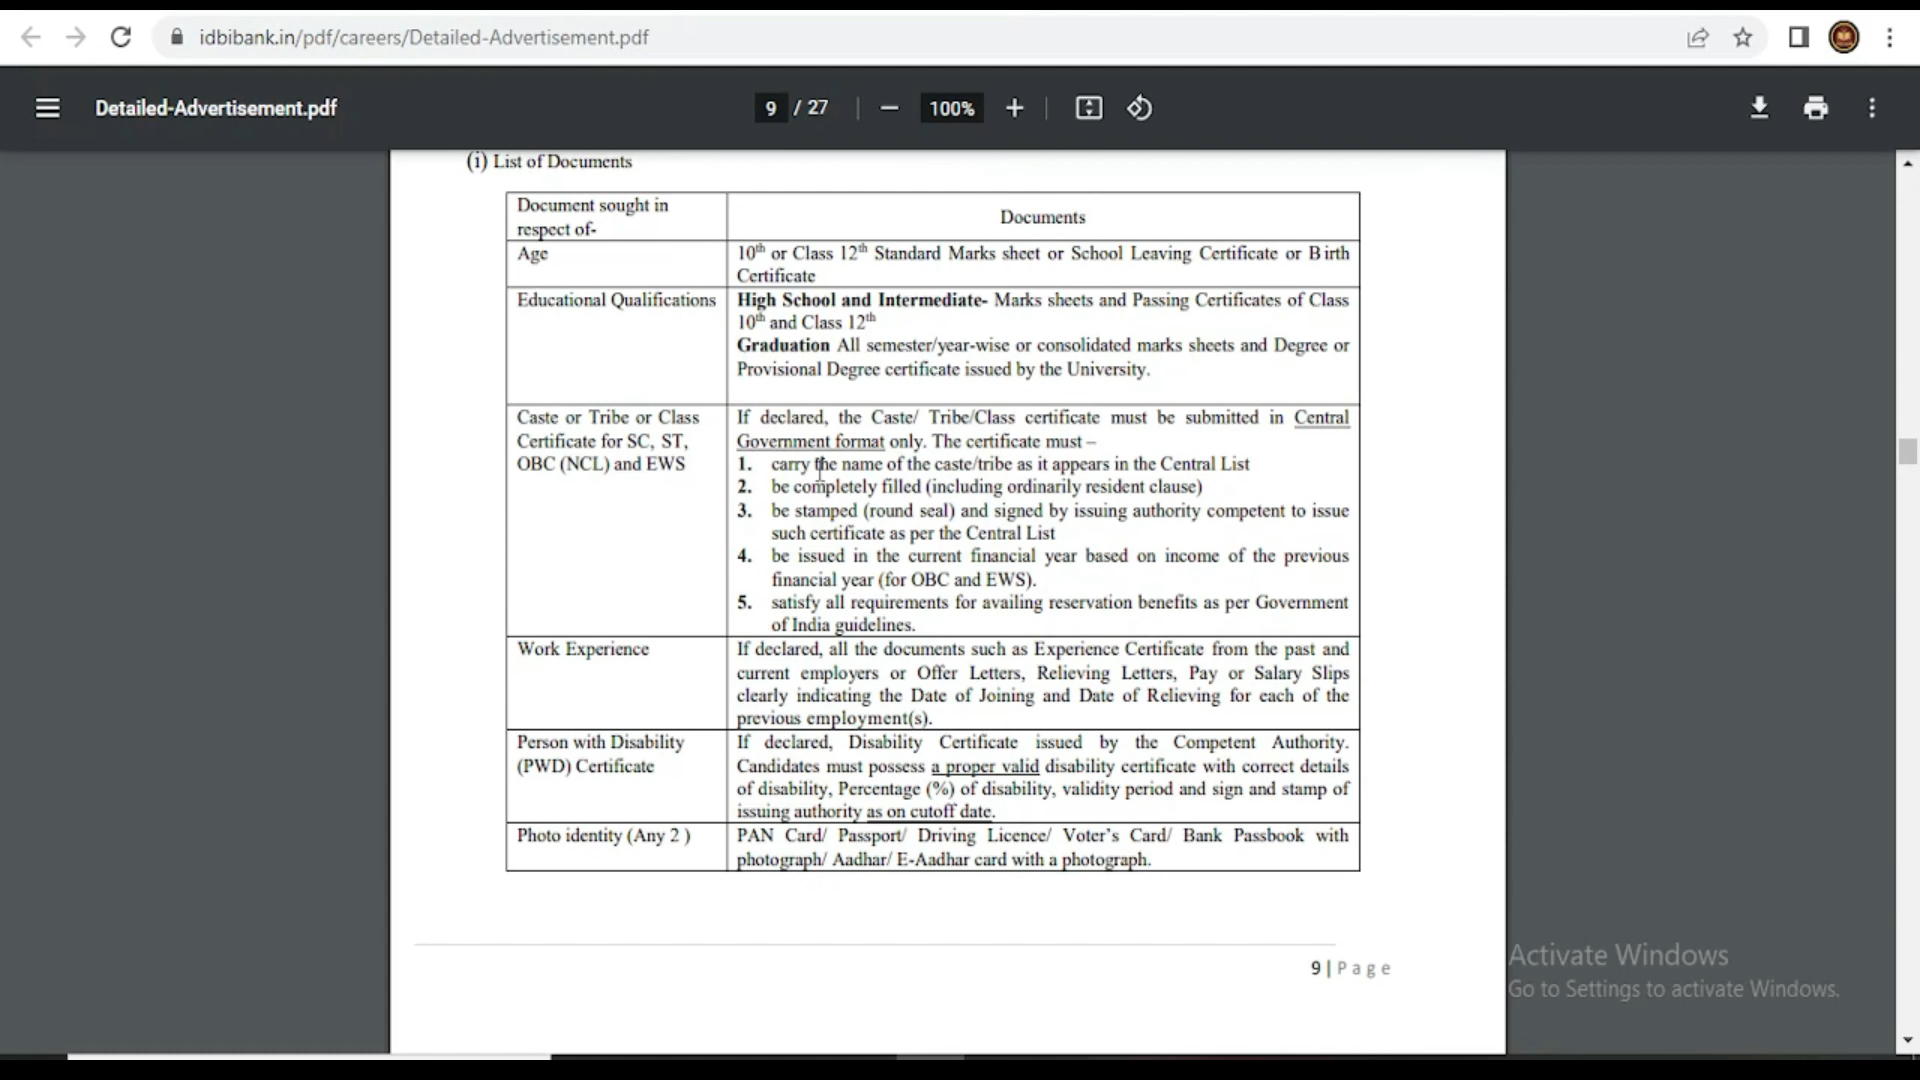 idbibank.in/pdf/careers/Detailed-Advertisement.pdf
Detailed-Advertisement.pdf
9 / 27
100%
(i) List of Documents
Document sought in
respect of-
Documents
Age
10th or Class 12th Standard Marks sheet or School Leaving Certificate or Birth
Certificate
Educational Qualifications
High School and Intermediate- Marks sheets and Passing Certificates of Class
10th and Class 12th
Graduation All semester/year-wise or consolidated marks sheets and Degree or
Provisional Degree certificate issued by the University.
Caste or Tribe or Class
Certificate for SC, ST,
OBC (NCL) and EWS
If declared, the Caste/ Tribe/Class certificate must be submitted in Central
Government format only. The certificate must –
1. carry the name of the caste/tribe as it appears in the Central List
2. be completely filled (including ordinarily resident clause)
3. be stamped (round seal) and signed by issuing authority competent to issue
such certificate as per the Central List
4. be issued in the current financial year based on income of the previous
financial year (for OBC and EWS).
5. satisfy all requirements for availing reservation benefits as per Government
of India guidelines.
Work Experience
If declared, all the documents such as Experience Certificate from the past and
current employers or Offer Letters, Relieving Letters, Pay or Salary Slips
clearly indicating the Date of Joining and Date of Relieving for each of the
previous employment(s).
Person with Disability
(PWD) Certificate
If declared, Disability Certificate issued by the Competent Authority.
Candidates must possess a proper valid disability certificate with correct details
of disability, Percentage (%) of disability, validity period and sign and stamp of
issuing authority as on cutoff date.
Photo identity (Any 2 )
PAN Card/ Passport/ Driving Licence/ Voter's Card/ Bank Passbook with
photograph/ Aadhar/ E-Aadhar card with a photograph.
9 | Page
Activate Windows
Go to Settings to activate Windows.